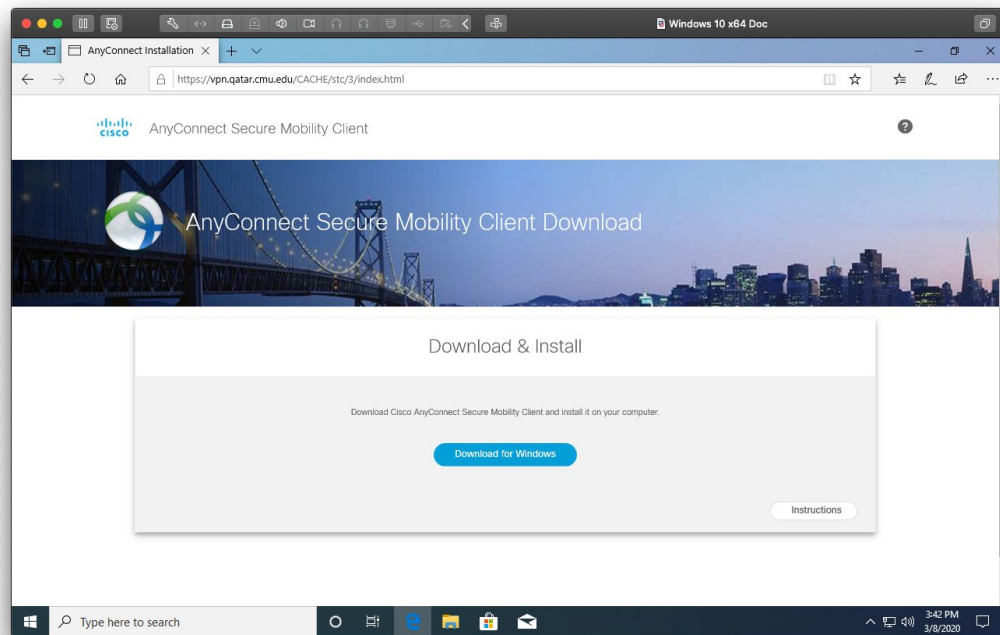 Windows 10 x64 Doc
AnyConnect Installation
https://vpn.qatar.cmu.edu/CACHE/stc/3/index.html
CISCO AnyConnect Secure Mobility Client
AnyConnect Secure Mobility Client Download
Download & Install
Download Cisco AnyConnect Secure Mobility Client and install it on your computer.
Download for Windows
Instructions
Type here to search
3:42 PM
3/8/2020